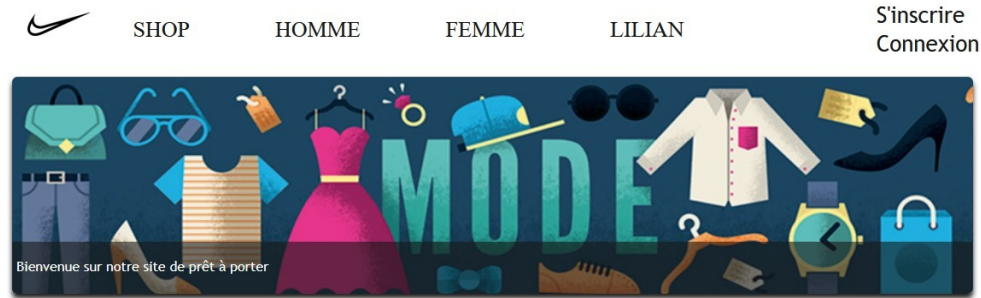 SHOP HOMME FEMME LILIAN
S'inscrire
Connexion
MODE
Bienvenue sur notre site de prêt à porter